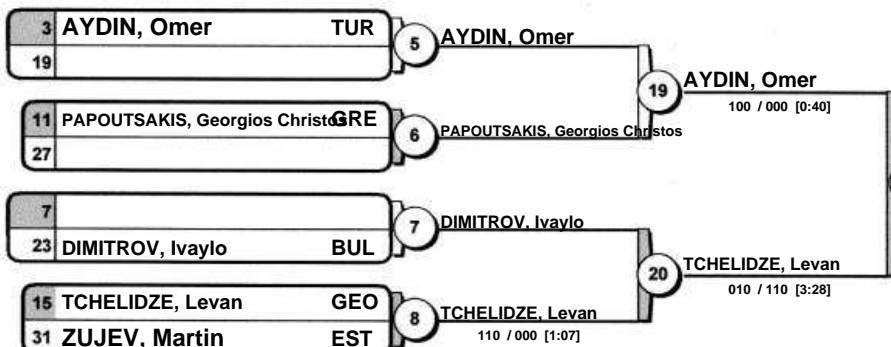 3 AYDIN, Omer TUR
19
5 AYDIN, Omer
19 AYDIN, Omer
100 / 000 [0:40]
11 PAPOUTSAKIS, Georgios Christos GRE
27
6 PAPOUTSAKIS, Georgios Christos
7
23 DIMITROV, Ivaylo BUL
7 DIMITROV, Ivaylo
20 TCHELIDZE, Levan
010 / 110 [3:28]
15 TCHELIDZE, Levan GEO
31 ZUJEV, Martin EST
8 TCHELIDZE, Levan
110 / 000 [1:07]